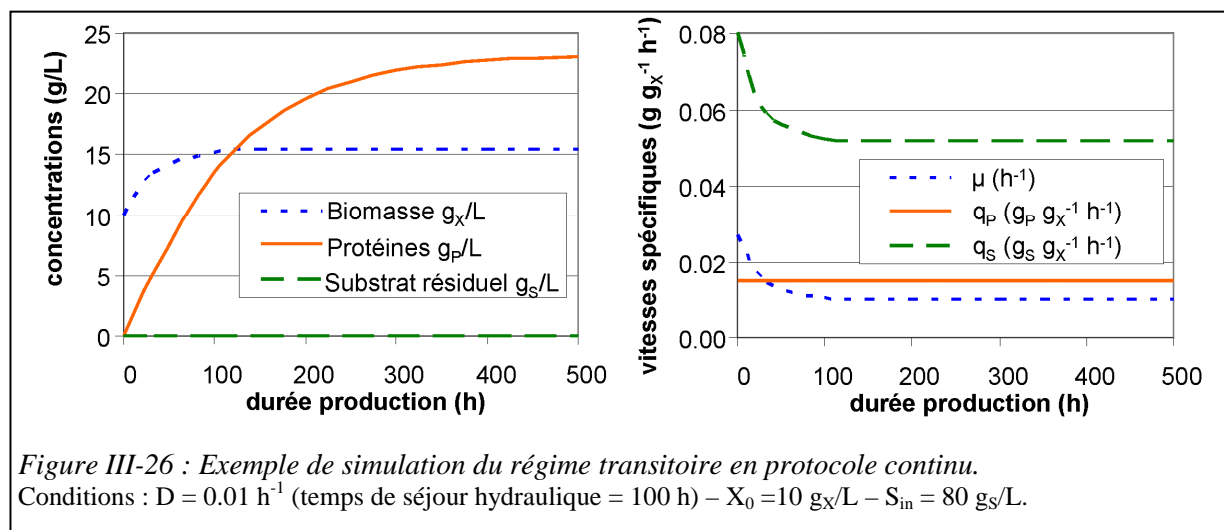 concentrations (g/L)
25
20
15
10
5
0
Biomasse gX/L
Protéines gP/L
Substrat résiduel gS/L
0 100 200 300 400 500
durée production (h)
vitesses spécifiques (g gX-1 h-1)
0.08
0.06
0.04
0.02
0.00
µ (h-1)
qP (gP gX-1 h-1)
qS (gS gX-1 h-1)
0 100 200 300 400 500
durée production (h)
Figure III-26 : Exemple de simulation du régime transitoire en protocole continu.
Conditions : D = 0.01 h-1 (temps de séjour hydraulique = 100 h) – X0 =10 gX/L – Sin = 80 gS/L.